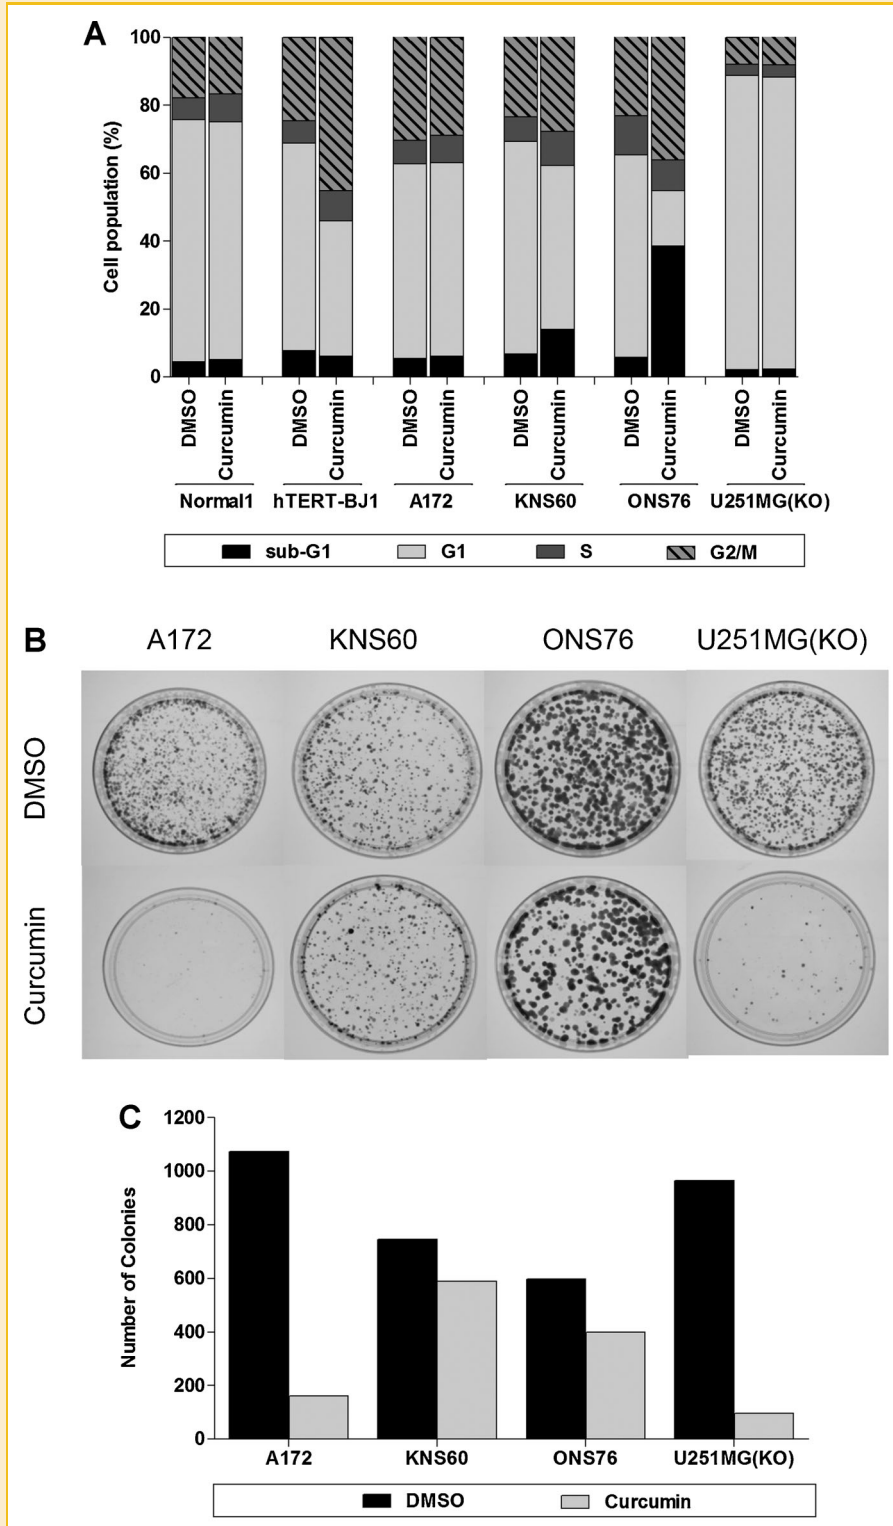 A
Cell population (%)
100
80
60
40
20
0
DMSO Curcumin DMSO Curcumin DMSO Curcumin DMSO Curcumin DMSO Curcumin DMSO Curcumin
Normal1 hTERT-BJ1 A172 KNS60 ONS76 U251MG(KO)
sub-G1 G1 S G2/M
B
A172 KNS60 ONS76 U251MG(KO)
DMSO
Curcumin
C
Number of Colonies
1200
1000
800
600
400
200
0
A172 KNS60 ONS76 U251MG(KO)
DMSO Curcumin